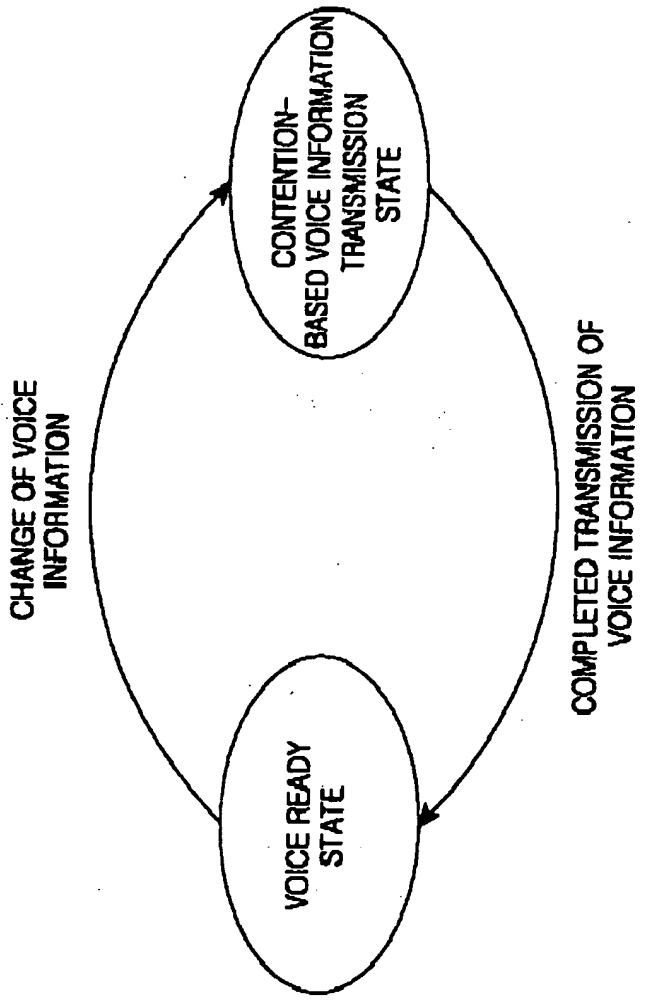 CHANGE OF VOICE
INFORMATION
VOICE READY
STATE
CONTENTION-
BASED VOICE INFORMATION
TRANSMISSION
STATE
COMPLETED TRANSMISSION OF
VOICE INFORMATION